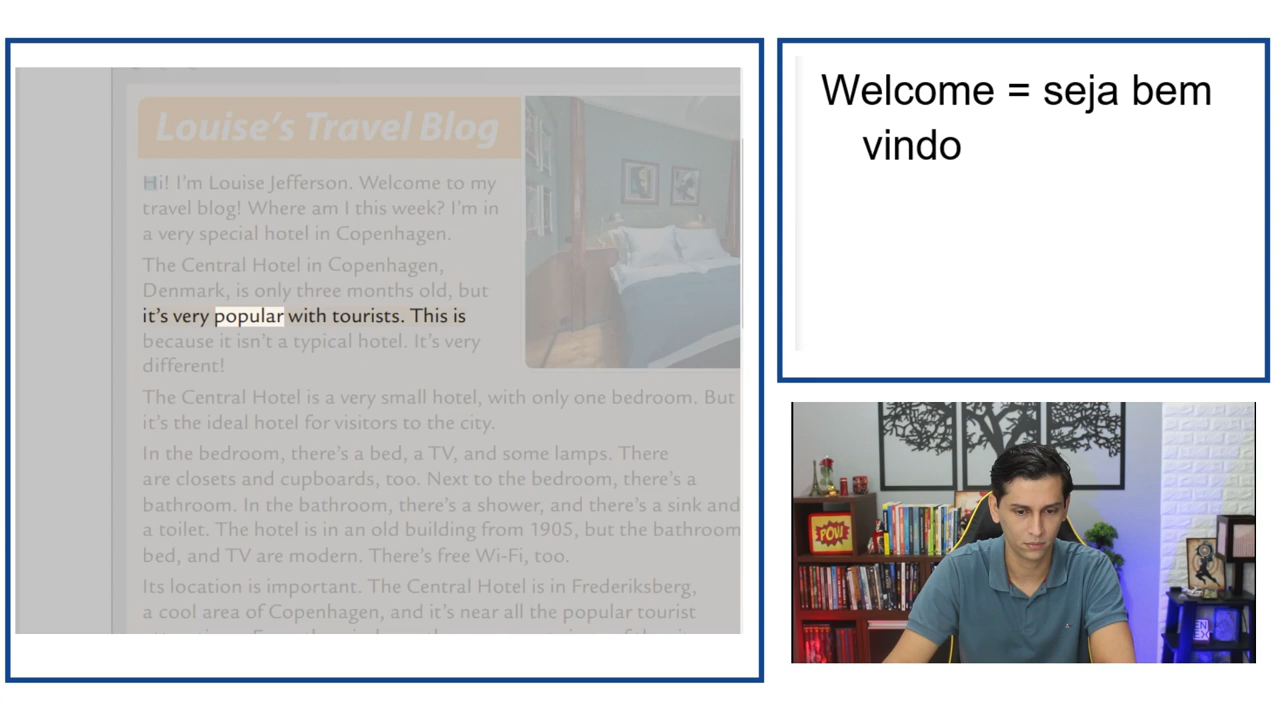 Louise's Travel Blog
Hi! I'm Louise Jefferson. Welcome to my
travel blog! Where am I this week? I'm in
a very special hotel in Copenhagen.
The Central Hotel in Copenhagen,
Denmark, is only three months old, but
it's very popular with tourists. This is
because it isn't a typical hotel. It's very
different!
The Central Hotel is a very small hotel, with only one bedroom. But
it's the ideal hotel for visitors to the city.
In the bedroom, there's a bed, a TV, and some lamps. There
are closets and cupboards, too. Next to the bedroom, there's a
bathroom. In the bathroom, there's a shower, and there's a sink and
a toilet. The hotel is in an old building from 1905, but the bathroom
bed, and TV are modern. There's free Wi-Fi, too.
Its location is important. The Central Hotel is in Frederiksberg,
a cool area of Copenhagen, and it's near all the popular tourist
Welcome = seja bem
vindo
POW!